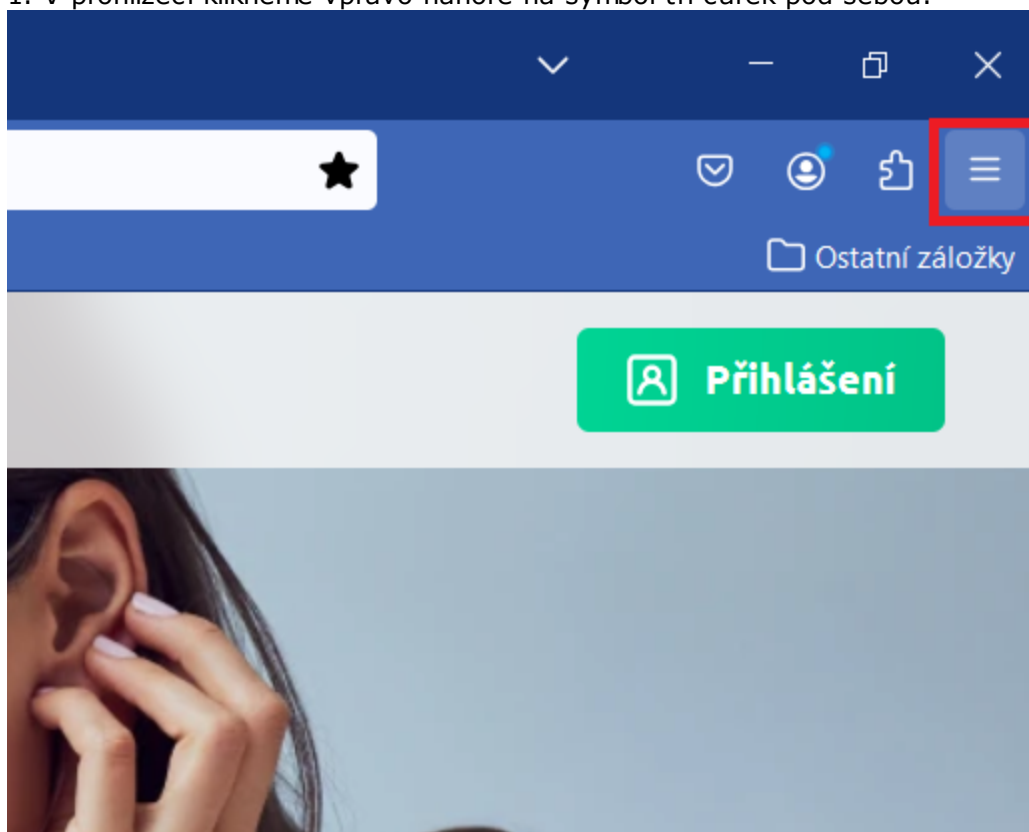 1. V prohlížeči klikneme vpravo nahoře na symbol tří čárek pod sebou.
Ostatní záložky
Přihlášení